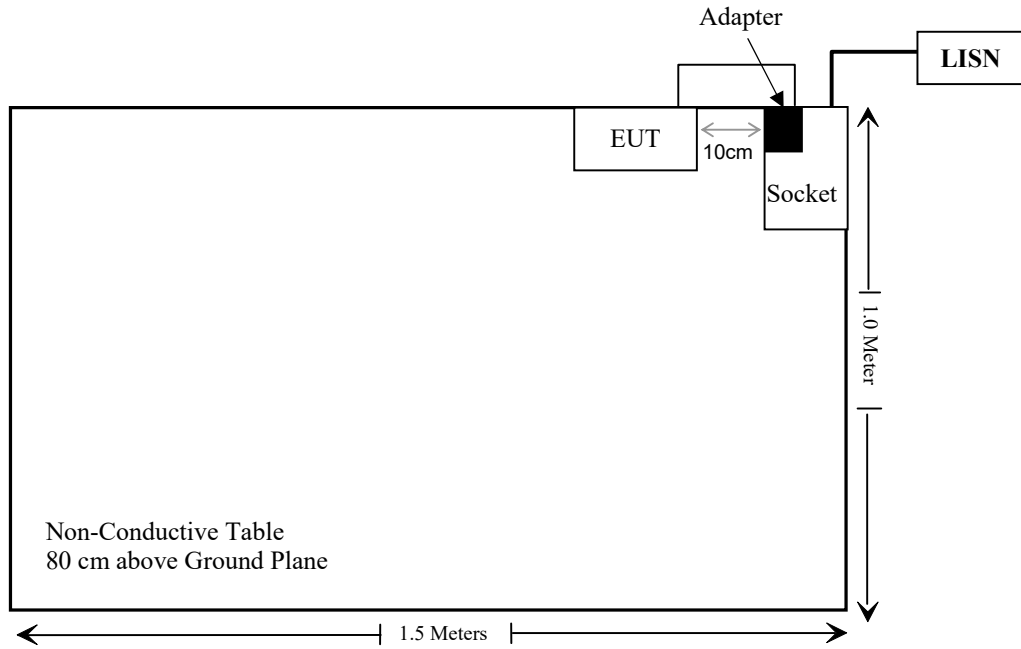 Adapter
LISN
EUT
10cm
Socket
1.0 Meter
Non-Conductive Table
80 cm above Ground Plane
1.5 Meters